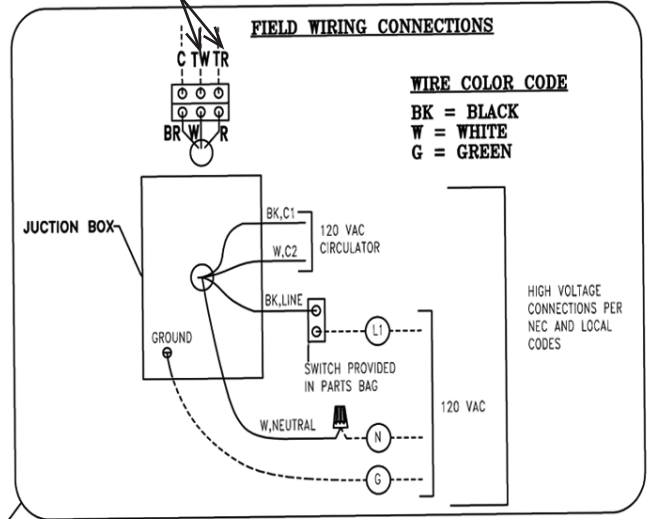 FIELD WIRING CONNECTIONS
C TW TR
BR W R
WIRE COLOR CODE
BK = BLACK
W = WHITE
G = GREEN
JUCTION BOX
BK,C1
W,C2
120 VAC
CIRCULATOR
BK,LINE
L1
GROUND
SWITCH PROVIDED
IN PARTS BAG
HIGH VOLTAGE
CONNECTIONS PER
NEC AND LOCAL
CODES
120 VAC
W,NEUTRAL
N
G